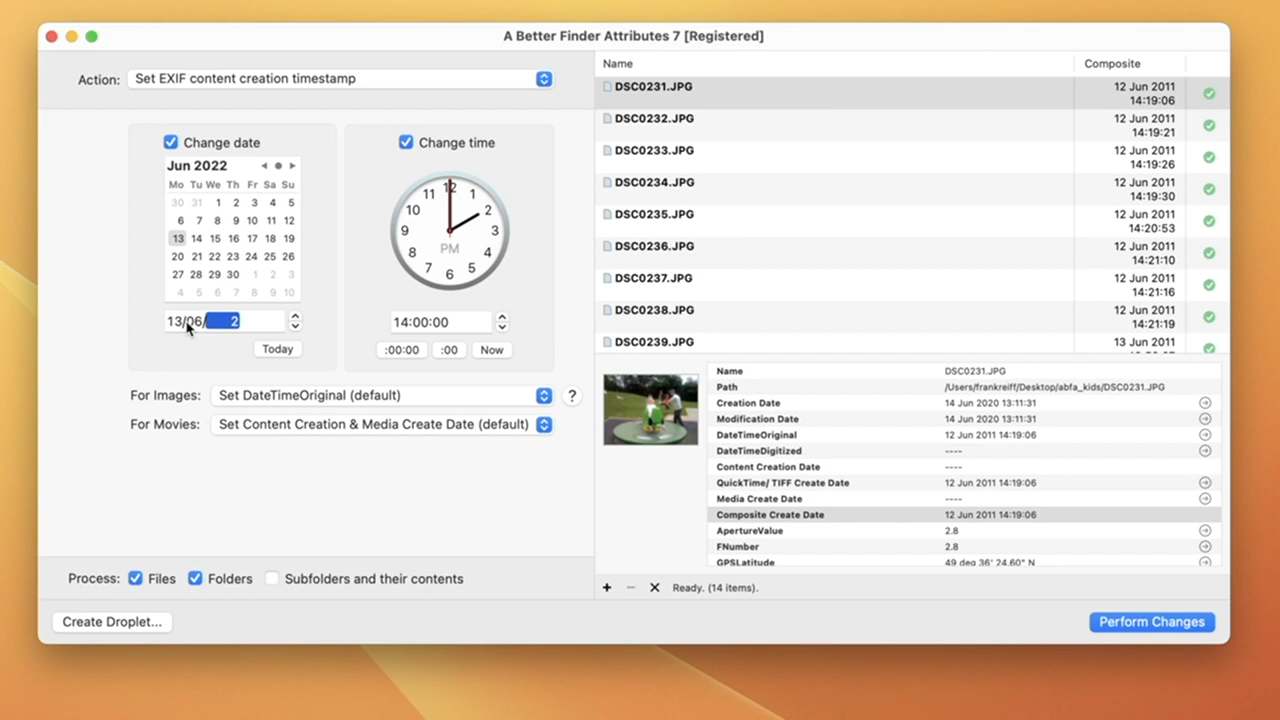 A Better Finder Attributes 7 [Registered]
Action: Set EXIF content creation timestamp
Change date
Jun 2022
Mo Tu We Th Fr Sa Su
30 31 1 2 3 4 5
6 7 8 9 10 11 12
13 14 15 16 17 18 19
20 21 22 23 24 25 26
27 28 29 30 1 2 3
4 5 6 7 8 9 10
13/06/ 2
Today
Change time
12 1 2 3 4 5 6 7 8 9 10 11
PM
14:00:00
:00:00 :00 Now
For Images: Set DateTimeOriginal (default) ?
For Movies: Set Content Creation & Media Create Date (default)
Process: Files Folders Subfolders and their contents
Create Droplet...
Name Composite
DSC0231.JPG 12 Jun 2011
14:19:06
DSC0232.JPG 12 Jun 2011
14:19:21
DSC0233.JPG 12 Jun 2011
14:19:26
DSC0234.JPG 12 Jun 2011
14:19:30
DSC0235.JPG 12 Jun 2011
14:20:53
DSC0236.JPG 12 Jun 2011
14:21:10
DSC0237.JPG 12 Jun 2011
14:21:16
DSC0238.JPG 12 Jun 2011
14:21:19
DSC0239.JPG 13 Jun 2011
Name DSC0231.JPG
Path /Users/frankreiff/Desktop/abfa_kids/DSC0231.JPG
Creation Date 14 Jun 2020 13:11:31
Modification Date 14 Jun 2020 13:11:31
DateTimeOriginal 12 Jun 2011 14:19:06
DateTimeDigitized ----
Content Creation Date ----
QuickTime/ TIFF Create Date 12 Jun 2011 14:19:06
Media Create Date ----
Composite Create Date 12 Jun 2011 14:19:06
ApertureValue 2.8
FNumber 2.8
GPSLatitude 49 deg 36' 24.60" N
+ − × Ready. (14 items).
Perform Changes